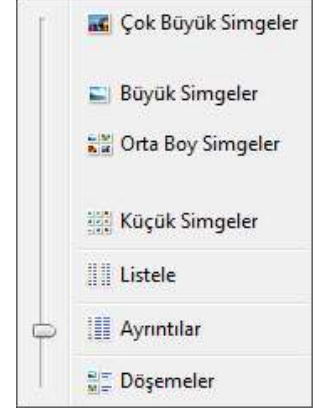 Çok Büyük Simgeler
Büyük Simgeler
Orta Boy Simgeler
Küçük Simgeler
Listele
Ayrıntılar
Döşemeler